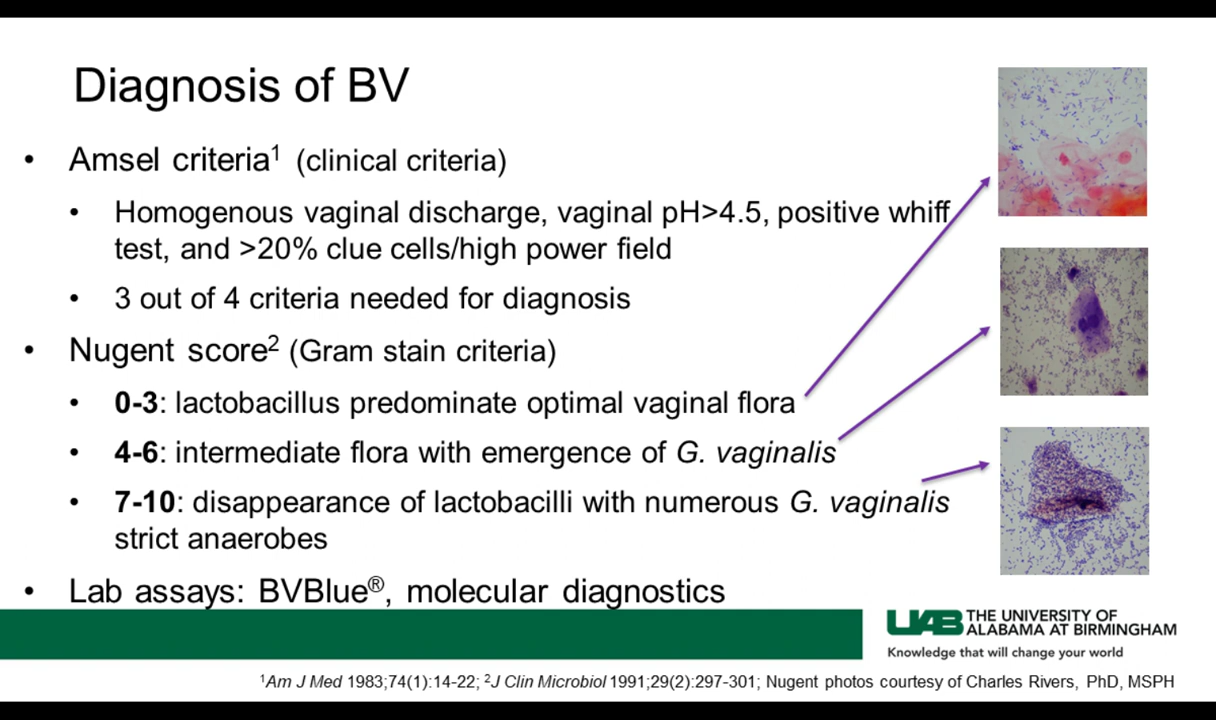 Diagnosis of BV
• Amsel criteria¹ (clinical criteria)
• Homogenous vaginal discharge, vaginal pH>4.5, positive whiff
test, and >20% clue cells/high power field
• 3 out of 4 criteria needed for diagnosis
• Nugent score² (Gram stain criteria)
• 0-3: lactobacillus predominate optimal vaginal flora
• 4-6: intermediate flora with emergence of G. vaginalis
• 7-10: disappearance of lactobacilli with numerous G. vaginalis
strict anaerobes
• Lab assays: BVBlue®, molecular diagnostics
UAB THE UNIVERSITY OF
ALABAMA AT BIRMINGHAM
Knowledge that will change your world
¹Am J Med 1983;74(1):14-22; ²J Clin Microbiol 1991;29(2):297-301; Nugent photos courtesy of Charles Rivers, PhD, MSPH